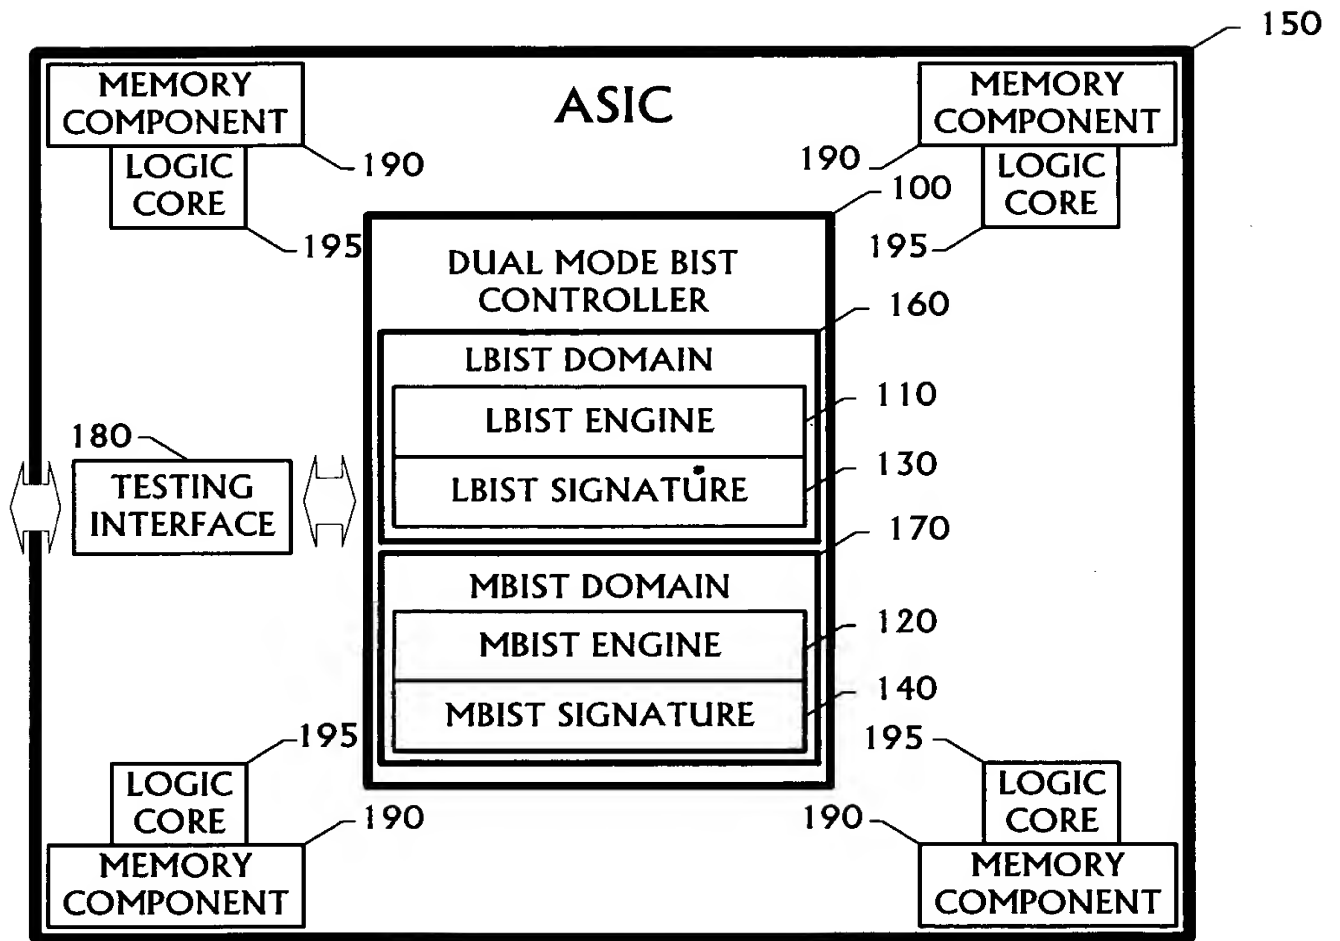 150
MEMORY
COMPONENT
ASIC
MEMORY
COMPONENT
190
190
LOGIC
CORE
LOGIC
CORE
100
195
195
DUAL MODE BIST
CONTROLLER
160
LBIST DOMAIN
110
LBIST ENGINE
180
130
TESTING
INTERFACE
LBIST SIGNATURE
170
MBIST DOMAIN
120
MBIST ENGINE
140
MBIST SIGNATURE
195
195
LOGIC
CORE
LOGIC
CORE
190
190
MEMORY
COMPONENT
MEMORY
COMPONENT